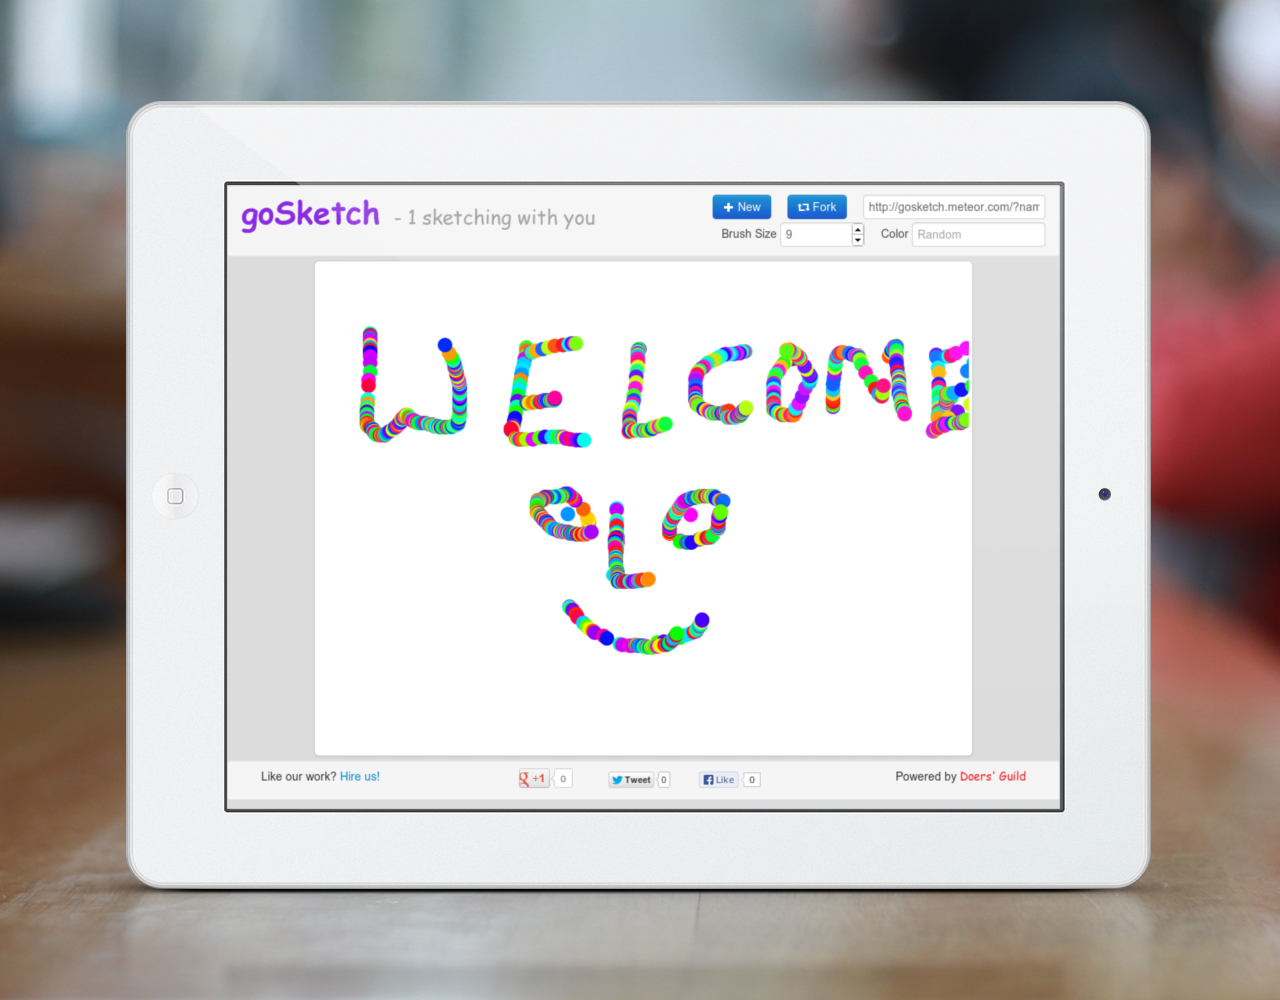 goSketch - 1 sketching with you
New Fork http://gosketch.meteor.com/?nam
Brush Size 9 Color Random
WELCOME
Like our work? Hire us!
+1 0
Tweet 0
Like 0
Powered by Doers' Guild